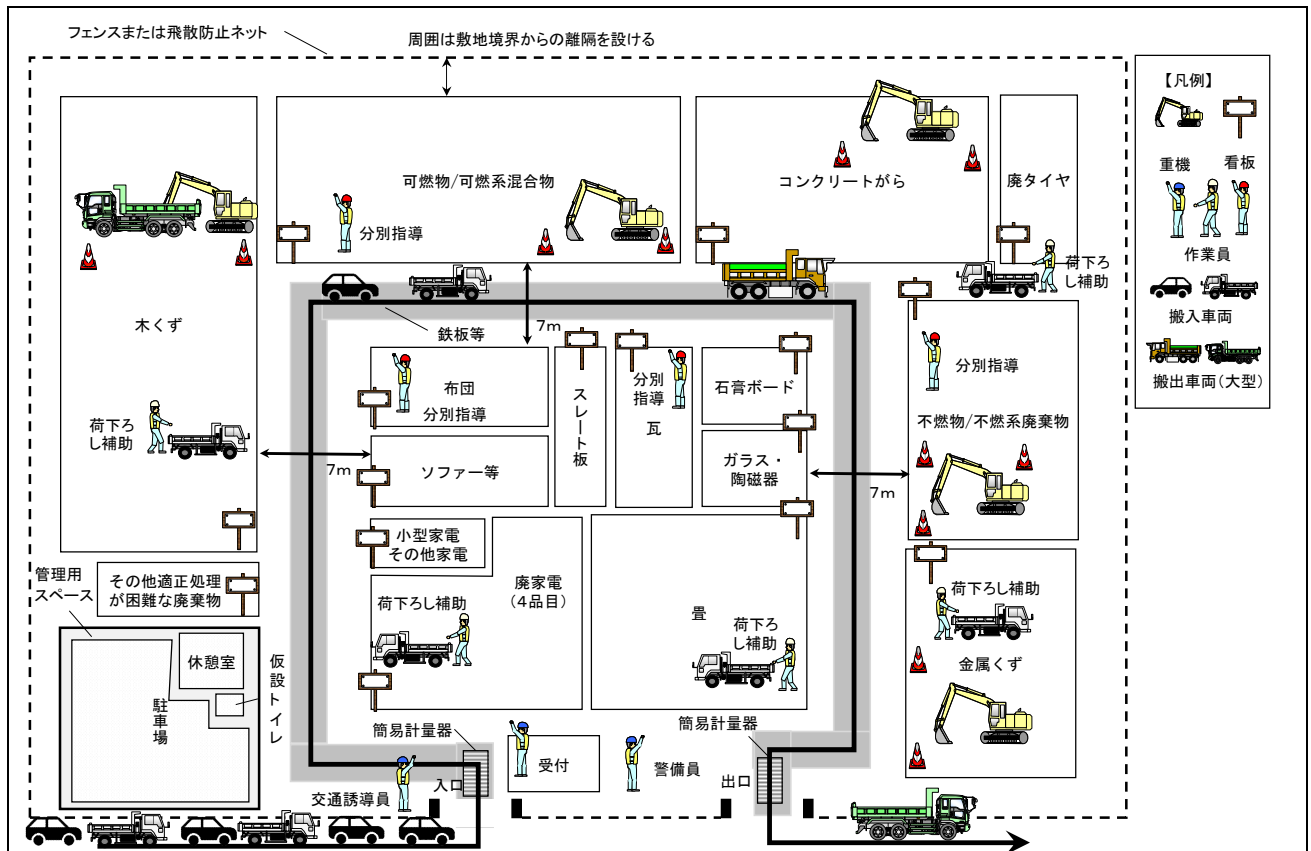 フェンスまたは飛散防止ネット
周囲は敷地境界からの離隔を設ける
【凡例】
重機
看板
作業員
搬入車両
搬出車両(大型)
可燃物/可燃系混合物
分別指導
コンクリートがら
廃タイヤ
荷下ろ
し補助
木くず
鉄板等
7m
布団
分別指導
スレート板
分別
指導
瓦
石膏ボード
分別指導
不燃物/不燃系廃棄物
荷下ろ
し補助
7m
ソファー等
ガラス・
陶磁器
7m
小型家電
その他家電
廃家電
(4品目)
荷下ろし補助
畳
荷下ろ
し補助
荷下ろし補助
金属くず
管理用
スペース
その他適正処理
が困難な廃棄物
休憩室
仮設トイレ
駐車場
簡易計量器
簡易計量器
入口
受付
警備員
出口
交通誘導員